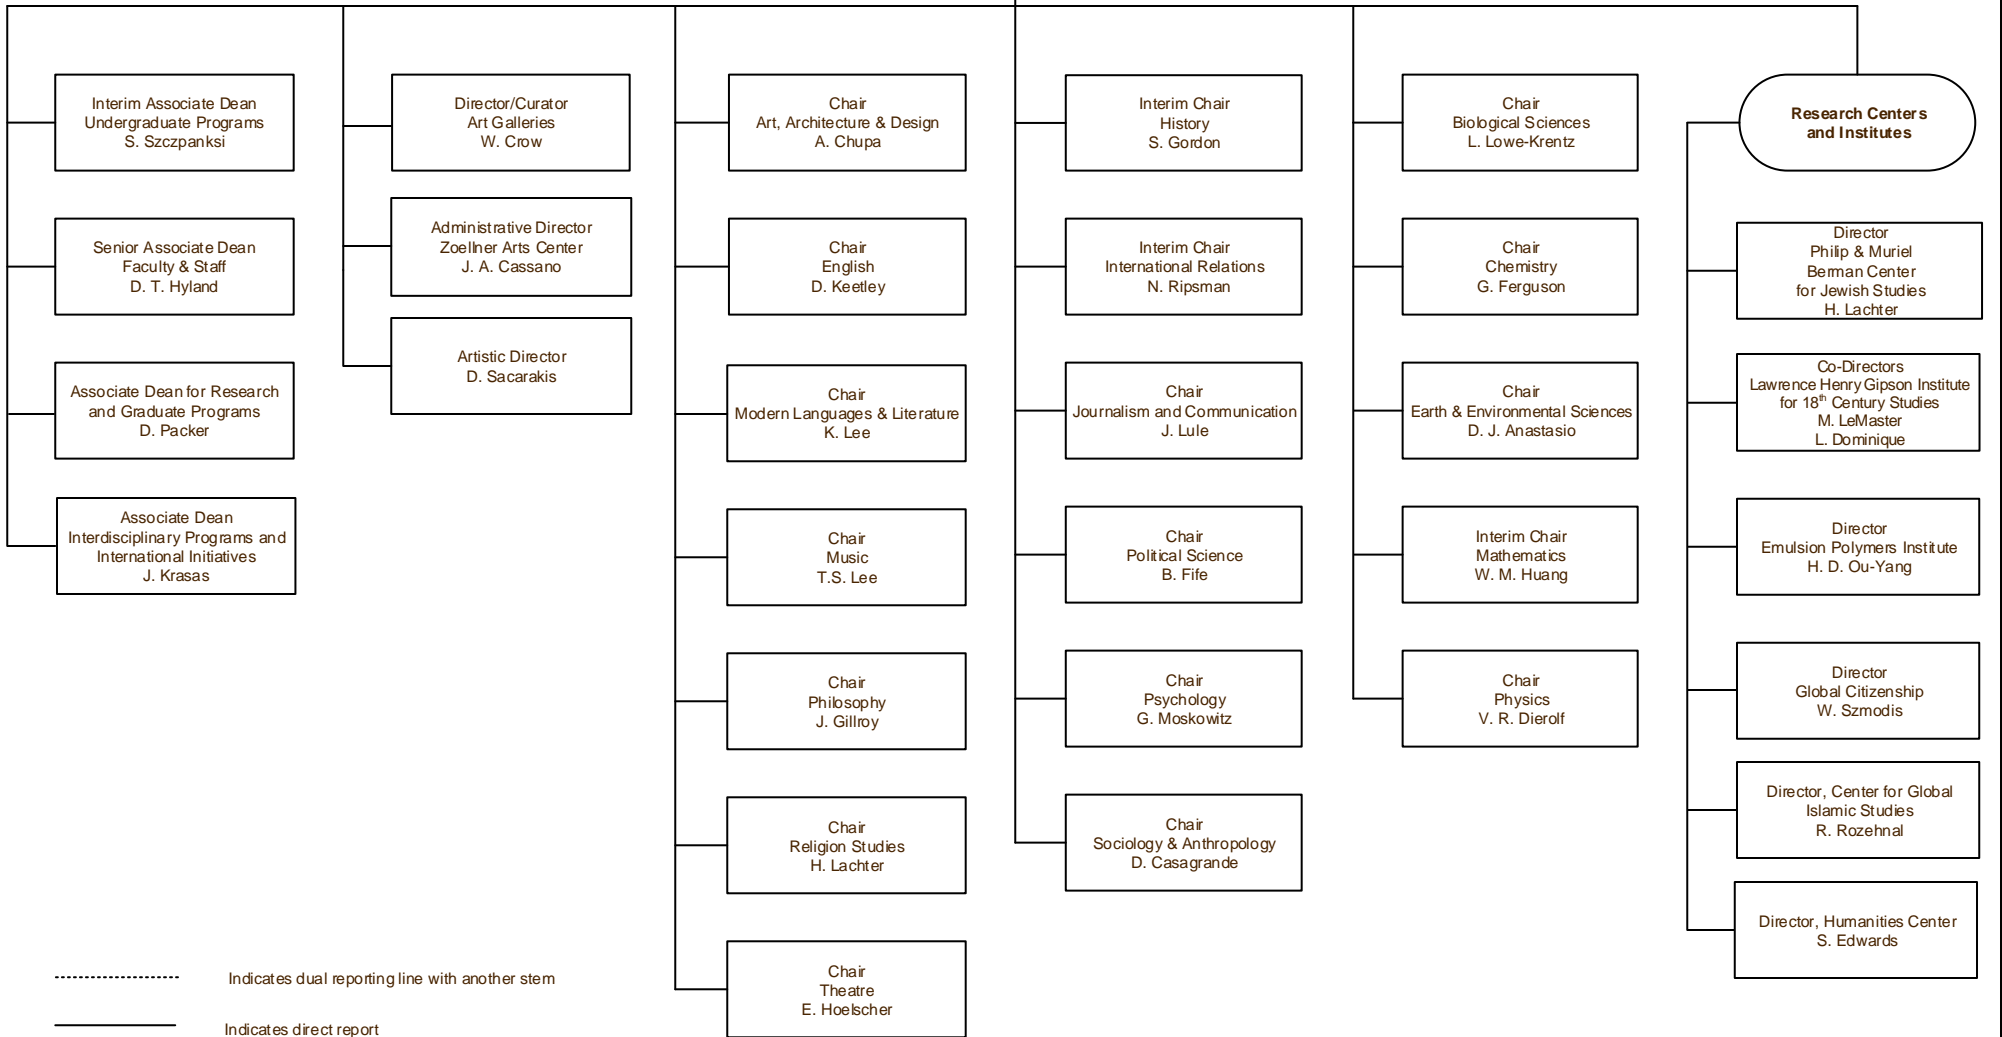 Interim Associate Dean
Undergraduate Programs
S. Szczpanksi
Senior Associate Dean
Faculty & Staff
D. T. Hyland
Associate Dean for Research
and Graduate Programs
D. Packer
Associate Dean
Interdisciplinary Programs and
International Initiatives
J. Krasas
Director/Curator
Art Galleries
W. Crow
Administrative Director
Zoellner Arts Center
J. A. Cassano
Artistic Director
D. Sacarakis
Chair
Art, Architecture & Design
A. Chupa
Chair
English
D. Keetley
Chair
Modern Languages & Literature
K. Lee
Chair
Music
T.S. Lee
Chair
Philosophy
J. Gillroy
Chair
Religion Studies
H. Lachter
Chair
Theatre
E. Hoelscher
Interim Chair
History
S. Gordon
Interim Chair
International Relations
N. Ripsman
Chair
Journalism and Communication
J. Lule
Chair
Political Science
B. Fife
Chair
Psychology
G. Moskowitz
Chair
Sociology & Anthropology
D. Casagrande
Chair
Biological Sciences
L. Lowe-Krentz
Chair
Chemistry
G. Ferguson
Chair
Earth & Environmental Sciences
D. J. Anastasio
Interim Chair
Mathematics
W. M. Huang
Chair
Physics
V. R. Dierolf
Research Centers
and Institutes
Director
Philip & Muriel
Berman Center
for Jewish Studies
H. Lachter
Co-Directors
Lawrence Henry Gipson Institute
for 18th Century Studies
M. LeMaster
L. Dominique
Director
Emulsion Polymers Institute
H. D. Ou-Yang
Director
Global Citizenship
W. Szmodis
Director, Center for Global
Islamic Studies
R. Rozehnal
Director, Humanities Center
S. Edwards
Indicates dual reporting line with another stem
Indicates direct report